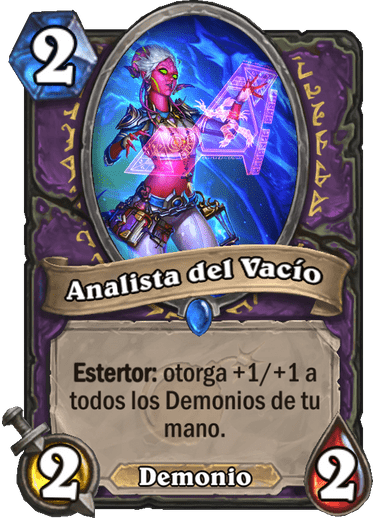 2
Analista del Vacío
Estertor: otorga +1/+1 a
todos los Demonios de tu
mano.
2
Demonio
2